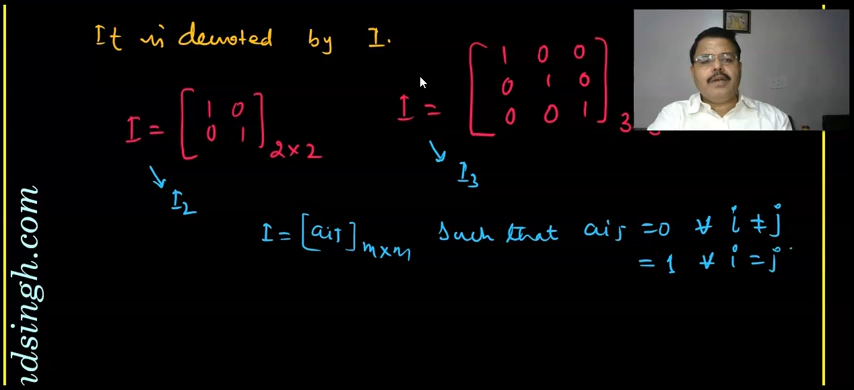 It is denoted by I.
I = [ 1 0 0
0 1 0
0 0 1 ] 3
I = [ 1 0
0 1 ] 2×2
I2
I3
I = [aij]m×n such that aij = 0 ∀ i ≠ j
= 1 ∀ i = j
dsingh.com